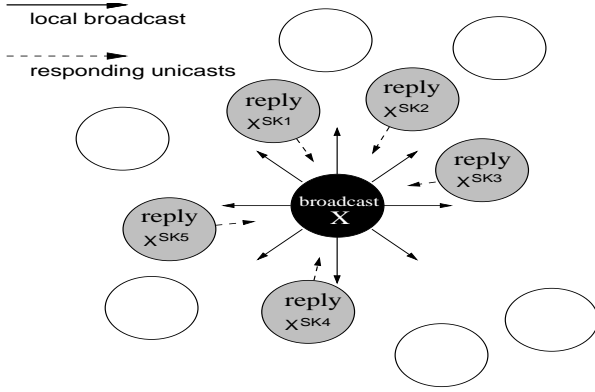 local broadcast
responding unicasts
reply
X^SK1
reply
X^SK2
reply
X^SK3
broadcast
X
reply
X^SK5
reply
X^SK4